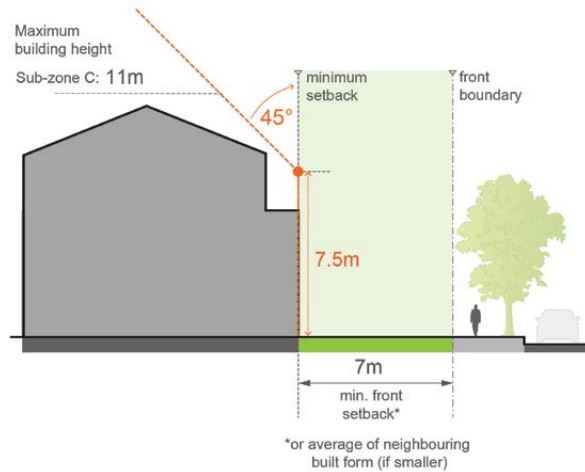 Maximum
building height
Sub-zone C: 11m
45°
minimum
setback
front
boundary
7.5m
7m
min. front
setback*
*or average of neighbouring
built form (if smaller)